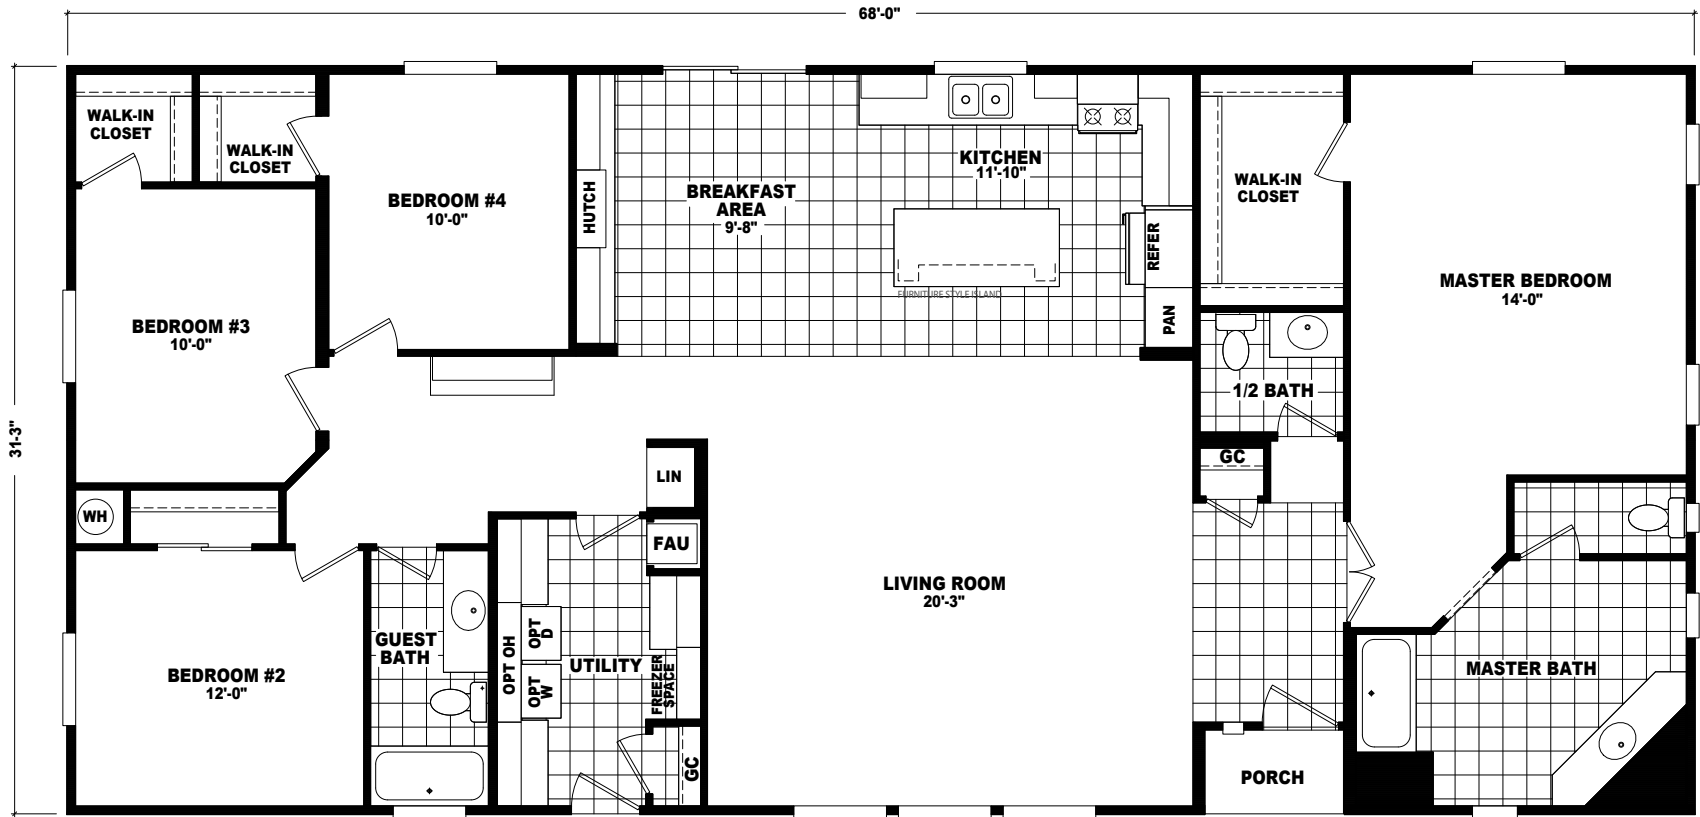 68'-0"
31-3"
WALK-IN
CLOSET
WALK-IN
CLOSET
BEDROOM #4
10'-0"
HUTCH
BREAKFAST
AREA
9'-8"
KITCHEN
11'-10"
REFER
PAN
FURNITURE STYLE ISLAND
WALK-IN
CLOSET
MASTER BEDROOM
14'-0"
BEDROOM #3
10'-0"
1/2 BATH
GC
LIN
WH
FAU
LIVING ROOM
20'-3"
GUEST
BATH
OPT OH
OPT
D
OPT
W
UTILITY
FREEZER
SPACE
GC
BEDROOM #2
12'-0"
MASTER BATH
PORCH